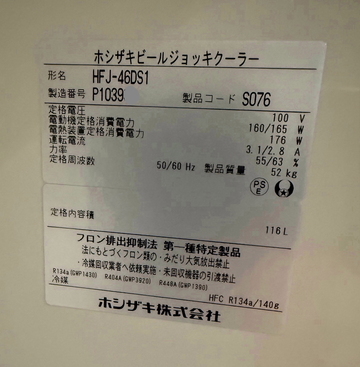 ホシザキビールジョッキクーラー
形名 HFJ-46DS1
製造番号 P1039 製品コード S076
定格電圧 100 V
電動機定格消費電力 160/165 W
電熱装置定格消費電力 176 W
運転電流 3.1/2.8 A
力率 55/63 %
定格周波数 50/60 Hz 製品質量 52 kg
PS
E
定格内容積 116 L
フロン排出抑制法 第一種特定製品
・法にもとづくフロン類の・みだり大気放出禁止
・冷媒回収業者へ依頼実施・未回収機器の引渡禁止
R134a(GWP1430) R404A(GWP3920) R448A(GWP1390)
冷媒 HFC R134a/140g
ホシザキ株式会社